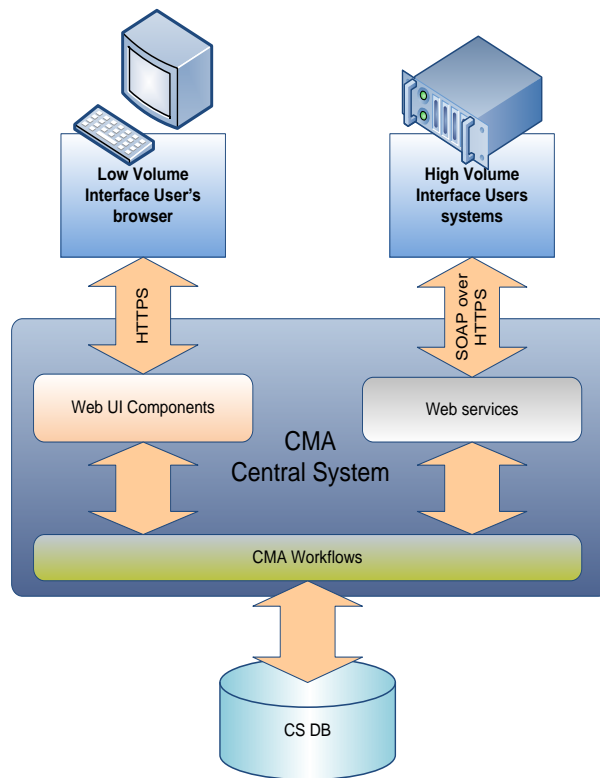 Low Volume
Interface User's
browser
High Volume
Interface Users
systems
HTTPS
SOAP over
HTTPS
Web UI Components
Web services
CMA
Central System
CMA Workflows
CS DB